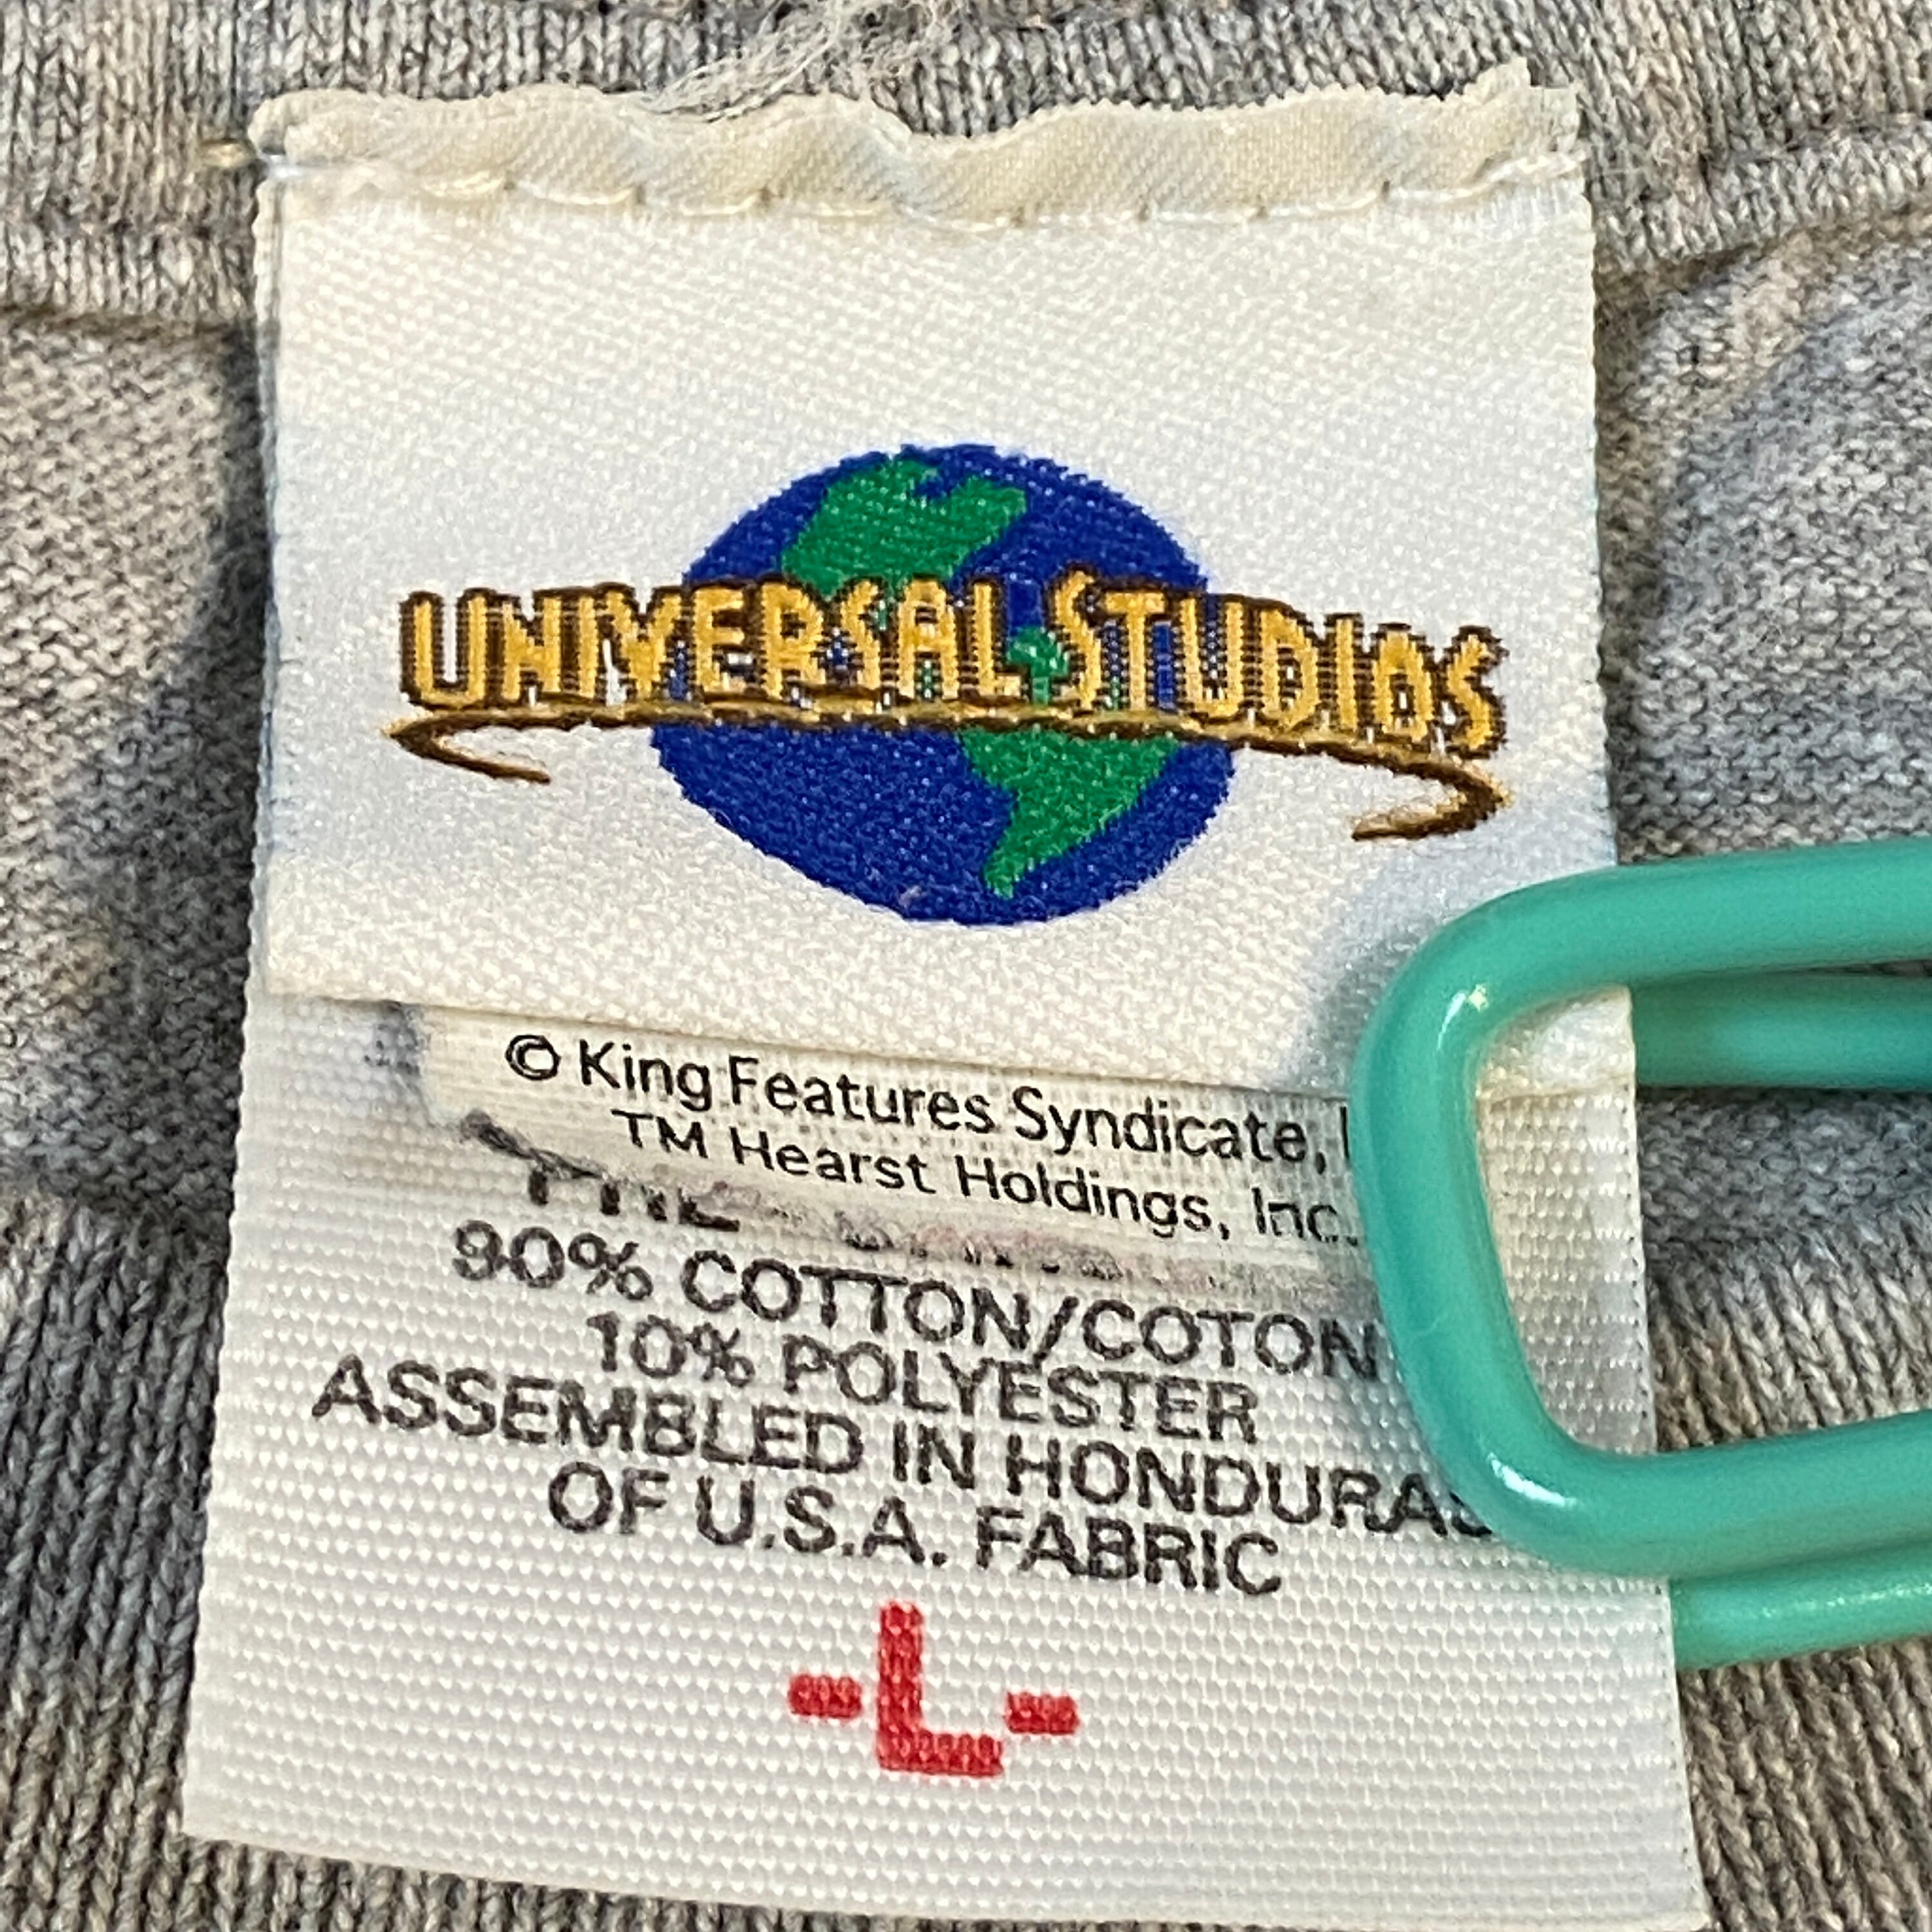 UNIVERSAL STUDIOS
© King Features Syndicate,
TM Hearst Holdings, Inc.
90% COTTON/COTON
10% POLYESTER
ASSEMBLED IN HONDURAS
OF U.S.A. FABRIC
-L-